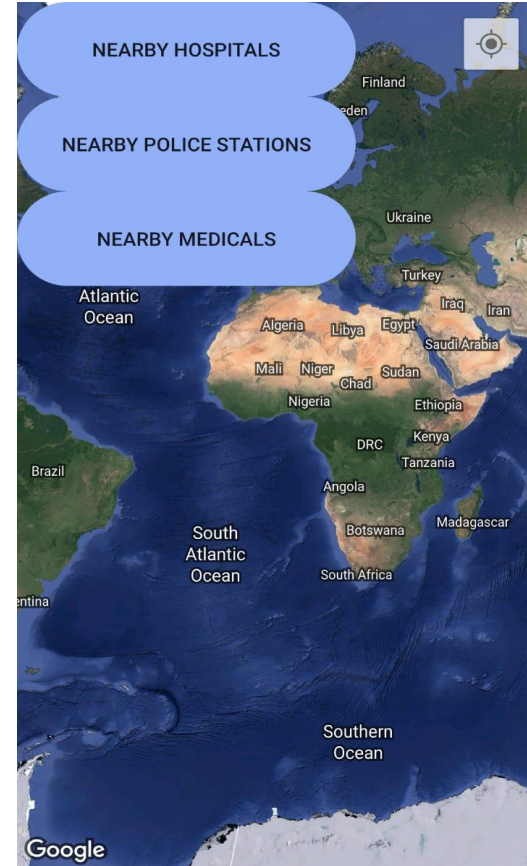 NEARBY HOSPITALS
Finland
eden
NEARBY POLICE STATIONS
Ukraine
NEARBY MEDICALS
Turkey
Atlantic
Ocean
Iraq
Iran
Algeria
Libya
Egypt
Saudi Arabia
Mali
Niger
Chad
Sudan
Nigeria
Ethiopia
Kenya
DRC
Tanzania
Brazil
Angola
Madagascar
Botswana
South
Atlantic
Ocean
South Africa
entina
Southern
Ocean
Google